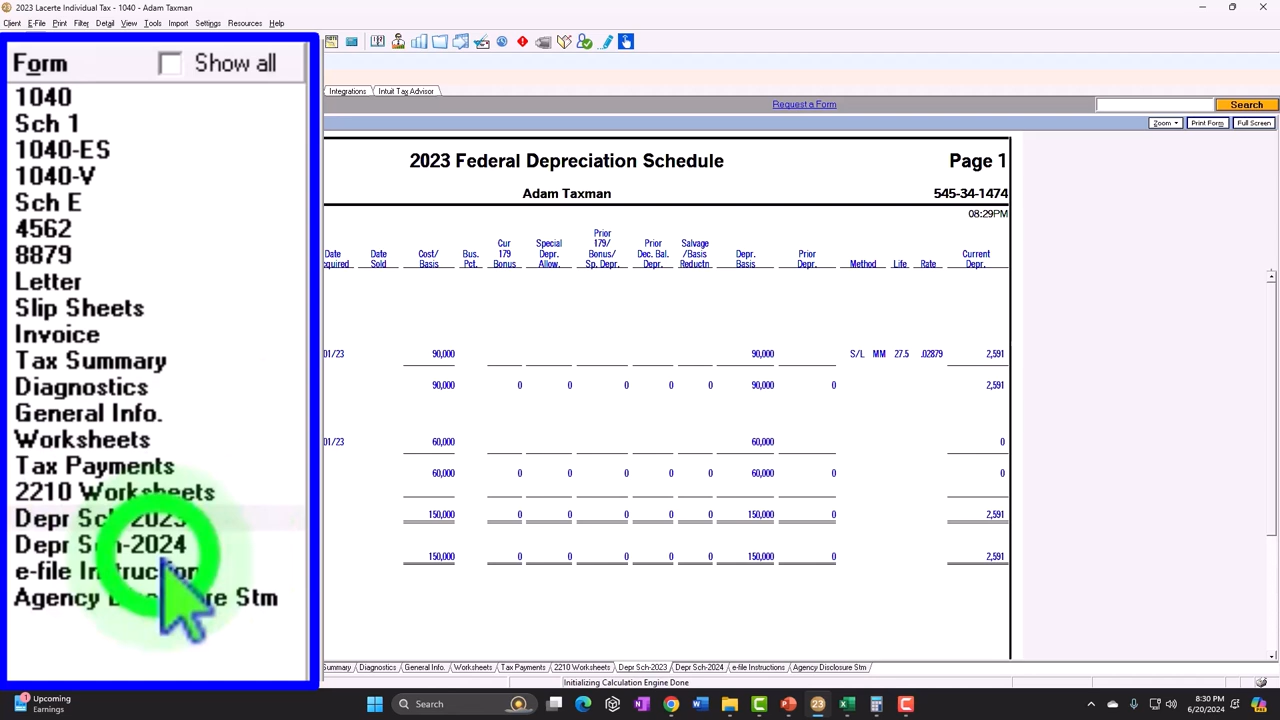 2023 Lacerte Individual Tax - 1040 - Adam Taxman
Client E-File Print Filter Detail View Tools Import Settings Resources Help
Form Show all
1040
Sch 1
1040-ES
1040-V
Sch E
4562
8879
Letter
Slip Sheets
Invoice
Tax Summary
Diagnostics
General Info.
Worksheets
Tax Payments
2210 Worksheets
Depr Sch-2023
Depr Sch-2024
e-file Instruction
Agency Disclosure Stm
Integrations Intuit Tax Advisor
Request a Form Search
Zoom Print Form Full Screen
2023 Federal Depreciation Schedule Page 1
Adam Taxman 545-34-1474
08:29PM
Date
quired
Date
Sold
Cost/
Basis
Bus.
Pct.
Cur
179
Bonus
Special
Depr.
Allow.
Prior
179/
Bonus/
Sp. Depr.
Prior
Dec. Bal.
Depr.
Salvage
/Basis
Reductn
Depr.
Basis
Prior
Depr.
Method
Life
Rate
Current
Depr.
01/23 90,000 90,000 S/L MM 27.5 .02879 2,591
90,000 0 0 0 0 0 90,000 0 2,591
01/23 60,000 60,000 0
60,000 0 0 0 0 0 60,000 0 0
150,000 0 0 0 0 0 150,000 0 2,591
150,000 0 0 0 0 0 150,000 0 2,591
Summary Diagnostics General Info. Worksheets Tax Payments 2210 Worksheets Depr Sch-2023 Depr Sch-2024 e-file Instructions Agency Disclosure Stm
Initializing Calculation Engine Done
Upcoming
Earnings
Search
23
8:30 PM
6/20/2024